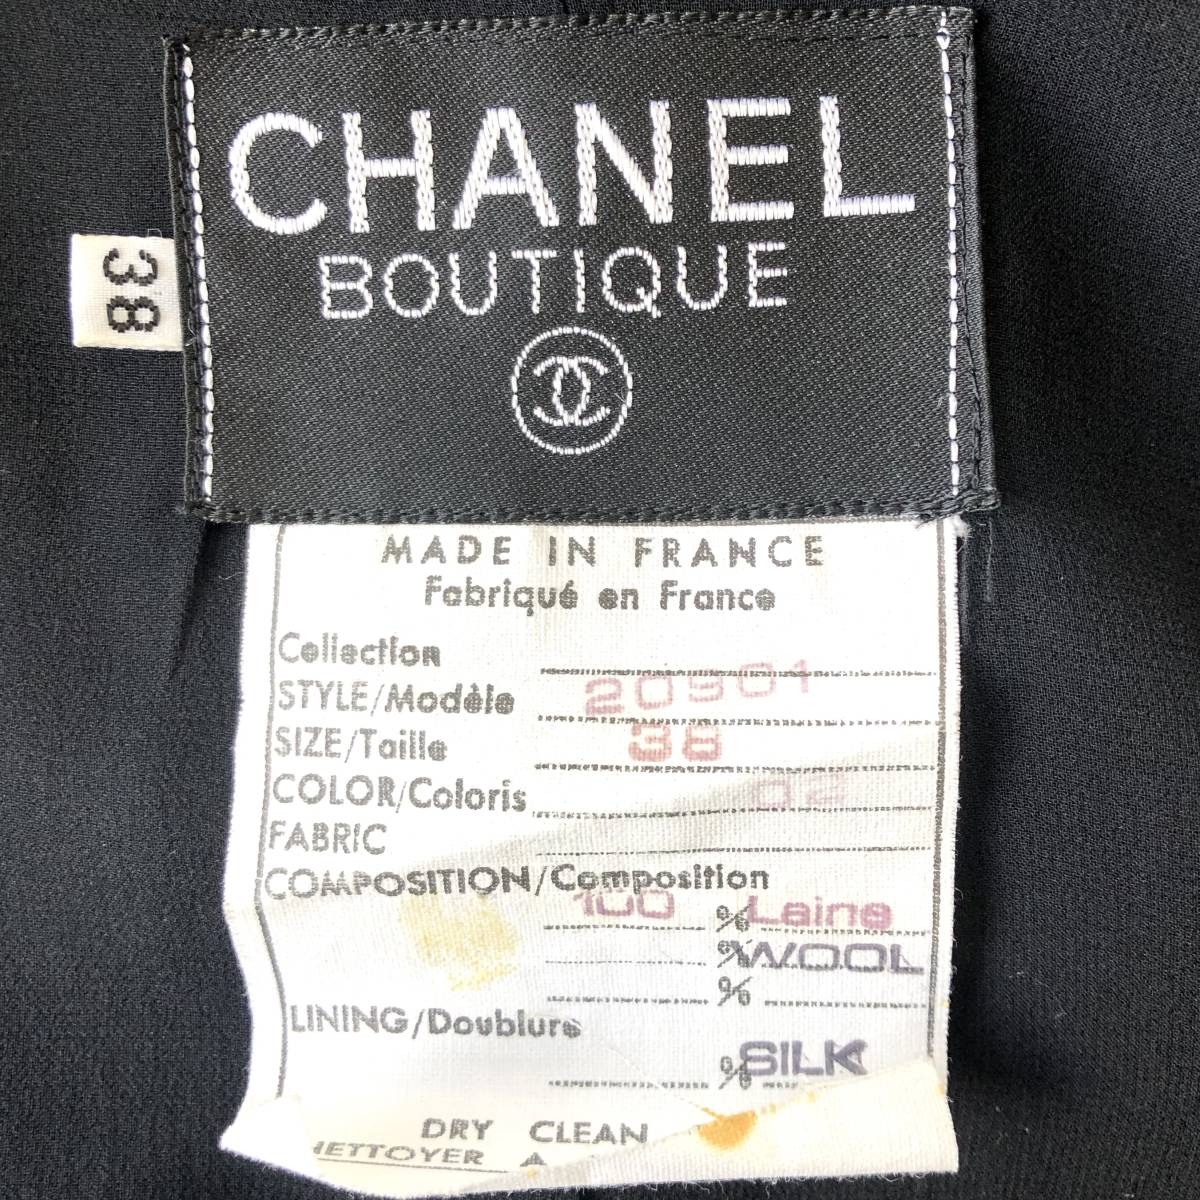 CHANEL
BOUTIQUE
38
MADE IN FRANCE
Fabriqué en France
Collection
STYLE/Modèle 20901
SIZE/Taille 38
COLOR/Coloris 02
FABRIC
COMPOSITION/Composition
100 % Laine
% WOOL
%
LINING/Doublure
% SILK
DRY CLEAN
NETTOYER A